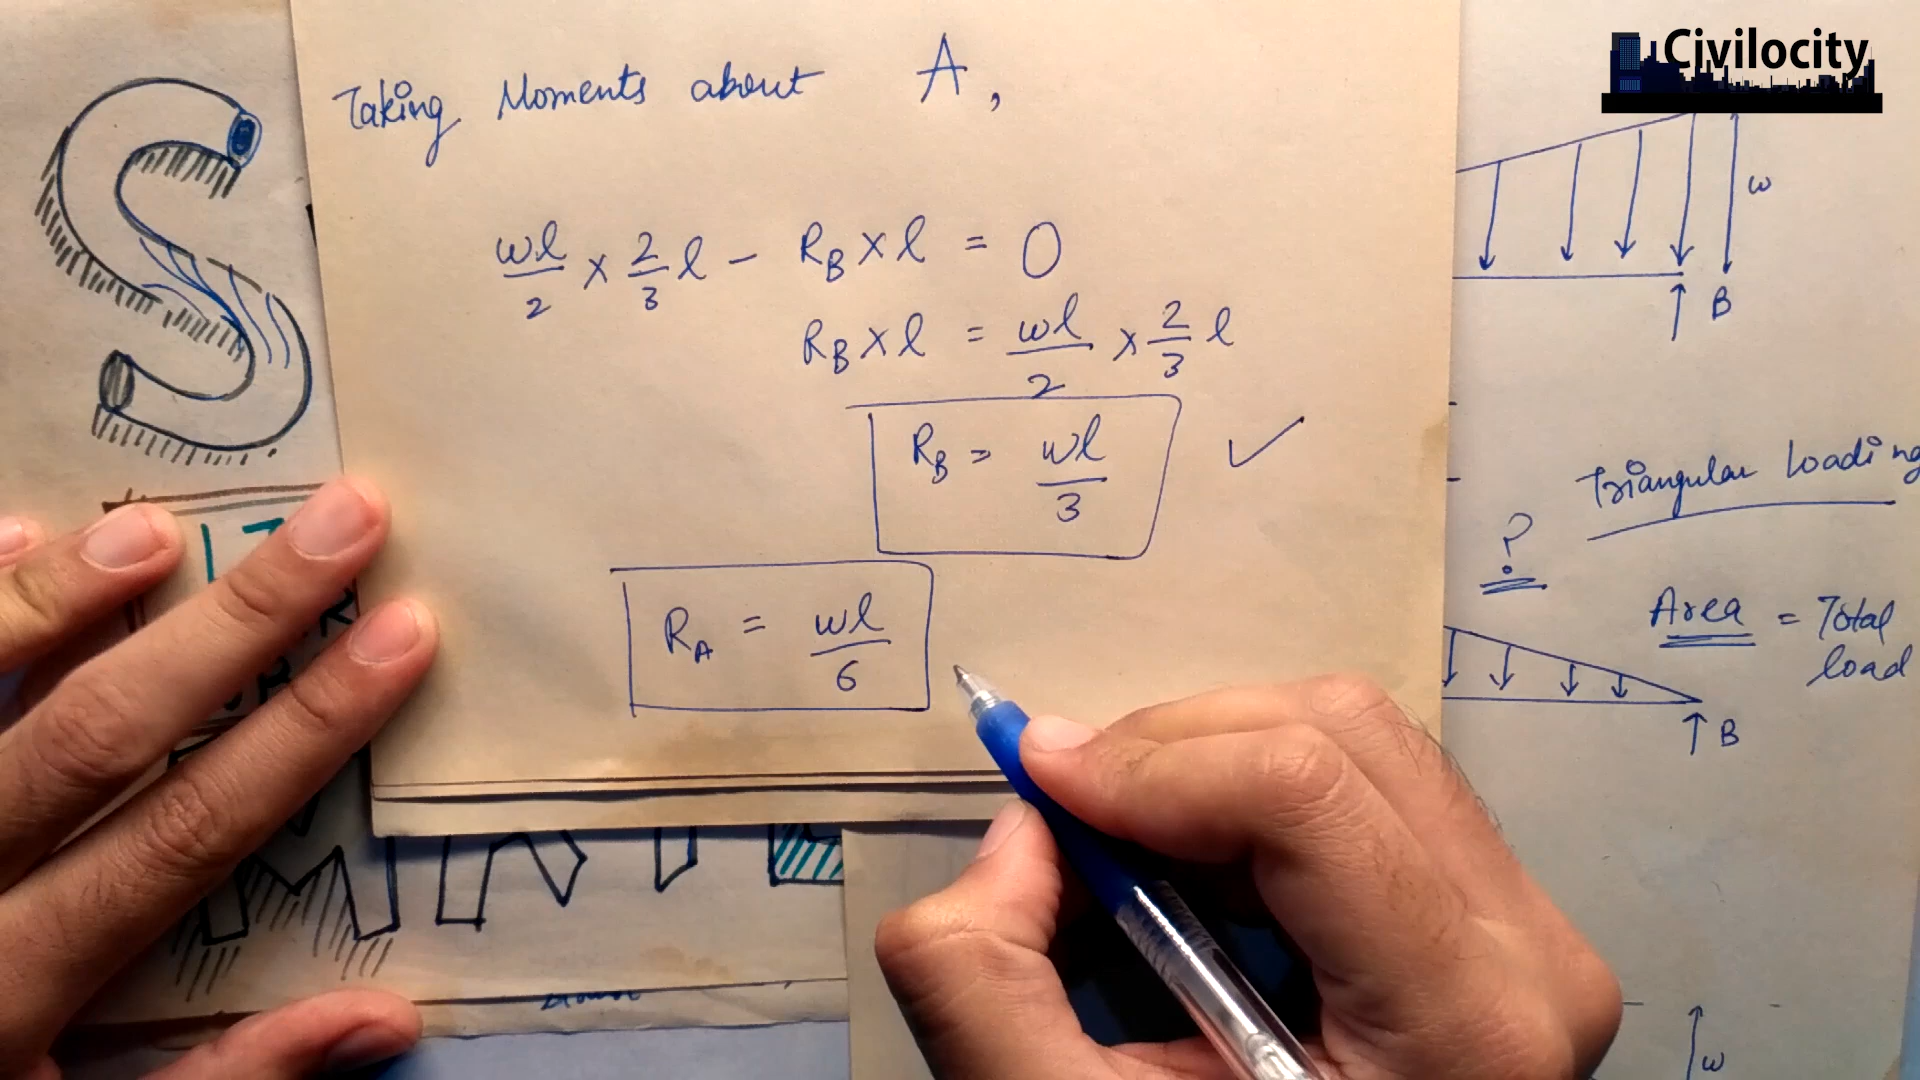 Civilocity
Taking Moments about A,
wl/2 × 2/3 l − R_B × l = 0
R_B × l = wl/2 × 2/3 l
R_B = wl/3 ✓
R_A = wl/6
w
↑ B
Triangular Loading
?
Area = Total
load
↑ B
w